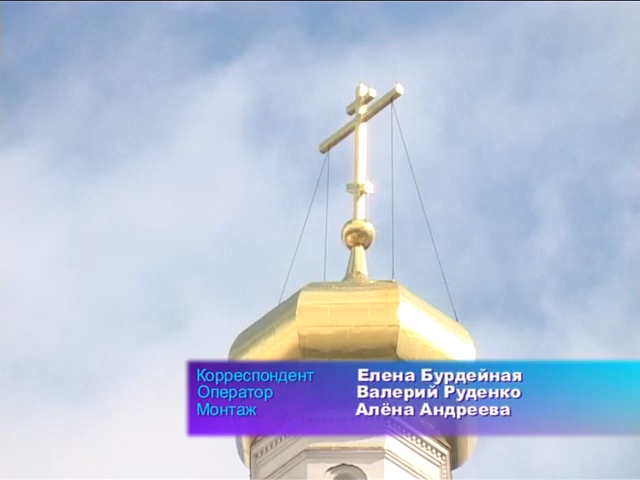 Корреспондент Елена Бурдейная
Оператор Валерий Руденко
Монтаж Алёна Андреева